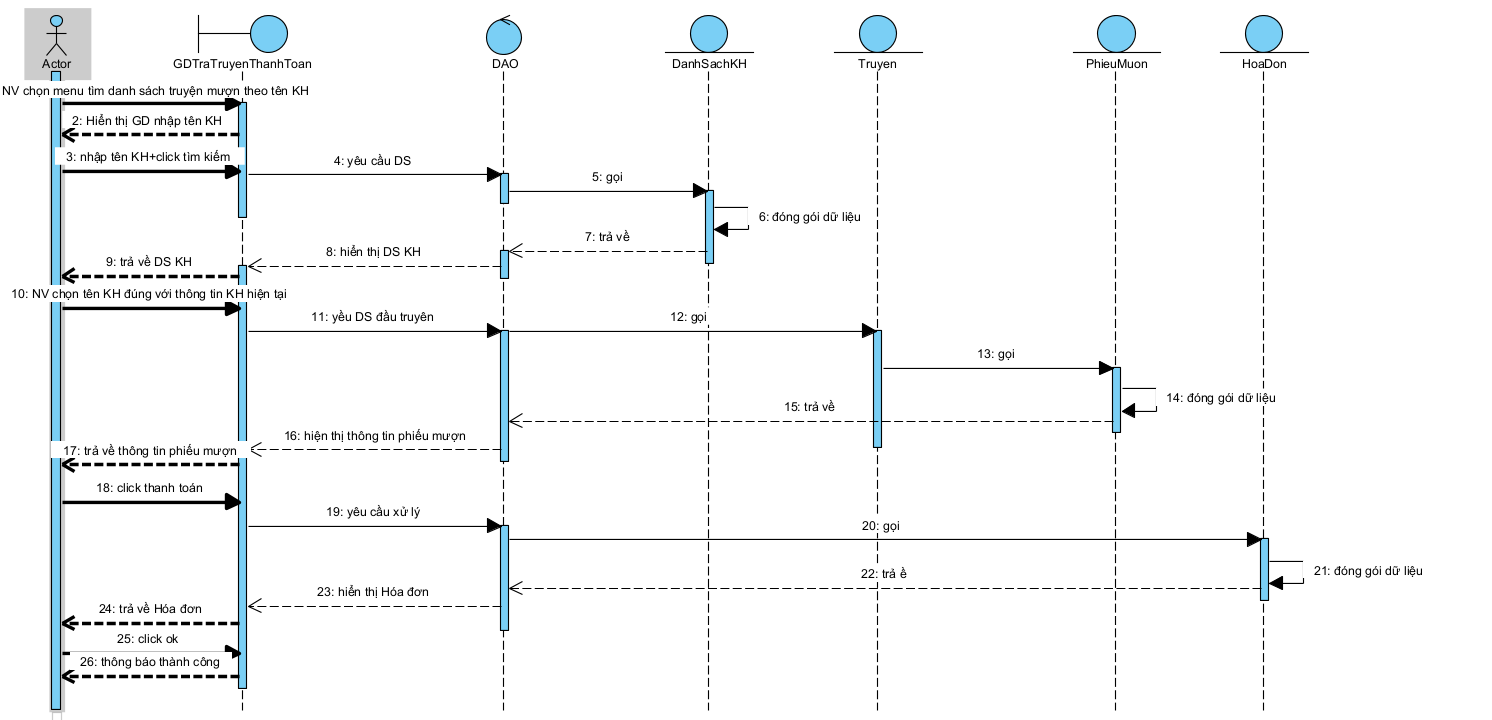 Actor
GDTraTruyenThanhToan
DAO
DanhSachKH
Truyen
PhieuMuon
HoaDon
NV chọn menu tìm danh sách truyện mượn theo tên KH
2: Hiển thị GD nhập tên KH
3: nhập tên KH+click tìm kiếm
4: yêu cầu DS
5: gọi
6: đóng gói dữ liệu
7: trả về
8: hiển thị DS KH
9: trả về DS KH
10: NV chọn tên KH đúng với thông tin KH hiện tại
11: yều DS đầu truyên
12: gọi
13: gọi
14: đóng gói dữ liệu
15: trả về
16: hiện thị thông tin phiếu mượn
17: trả về thông tin phiếu mượn
18: click thanh toán
19: yêu cầu xử lý
20: gọi
21: đóng gói dữ liệu
22: trả ề
23: hiển thị Hóa đơn
24: trả về Hóa đơn
25: click ok
26: thông báo thành công